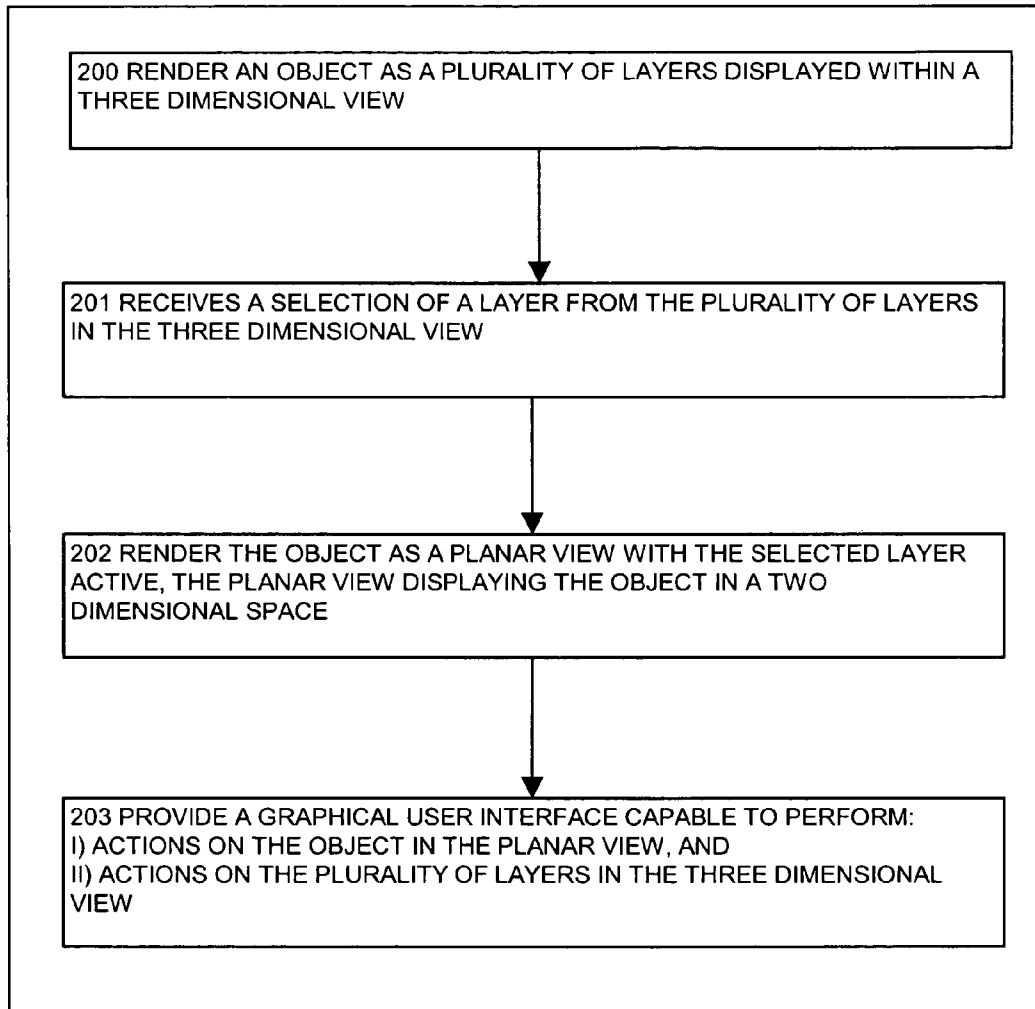 200 RENDER AN OBJECT AS A PLURALITY OF LAYERS DISPLAYED WITHIN A
THREE DIMENSIONAL VIEW
201 RECEIVES A SELECTION OF A LAYER FROM THE PLURALITY OF LAYERS
IN THE THREE DIMENSIONAL VIEW
202 RENDER THE OBJECT AS A PLANAR VIEW WITH THE SELECTED LAYER
ACTIVE, THE PLANAR VIEW DISPLAYING THE OBJECT IN A TWO
DIMENSIONAL SPACE
203 PROVIDE A GRAPHICAL USER INTERFACE CAPABLE TO PERFORM:
I) ACTIONS ON THE OBJECT IN THE PLANAR VIEW, AND
II) ACTIONS ON THE PLURALITY OF LAYERS IN THE THREE DIMENSIONAL
VIEW